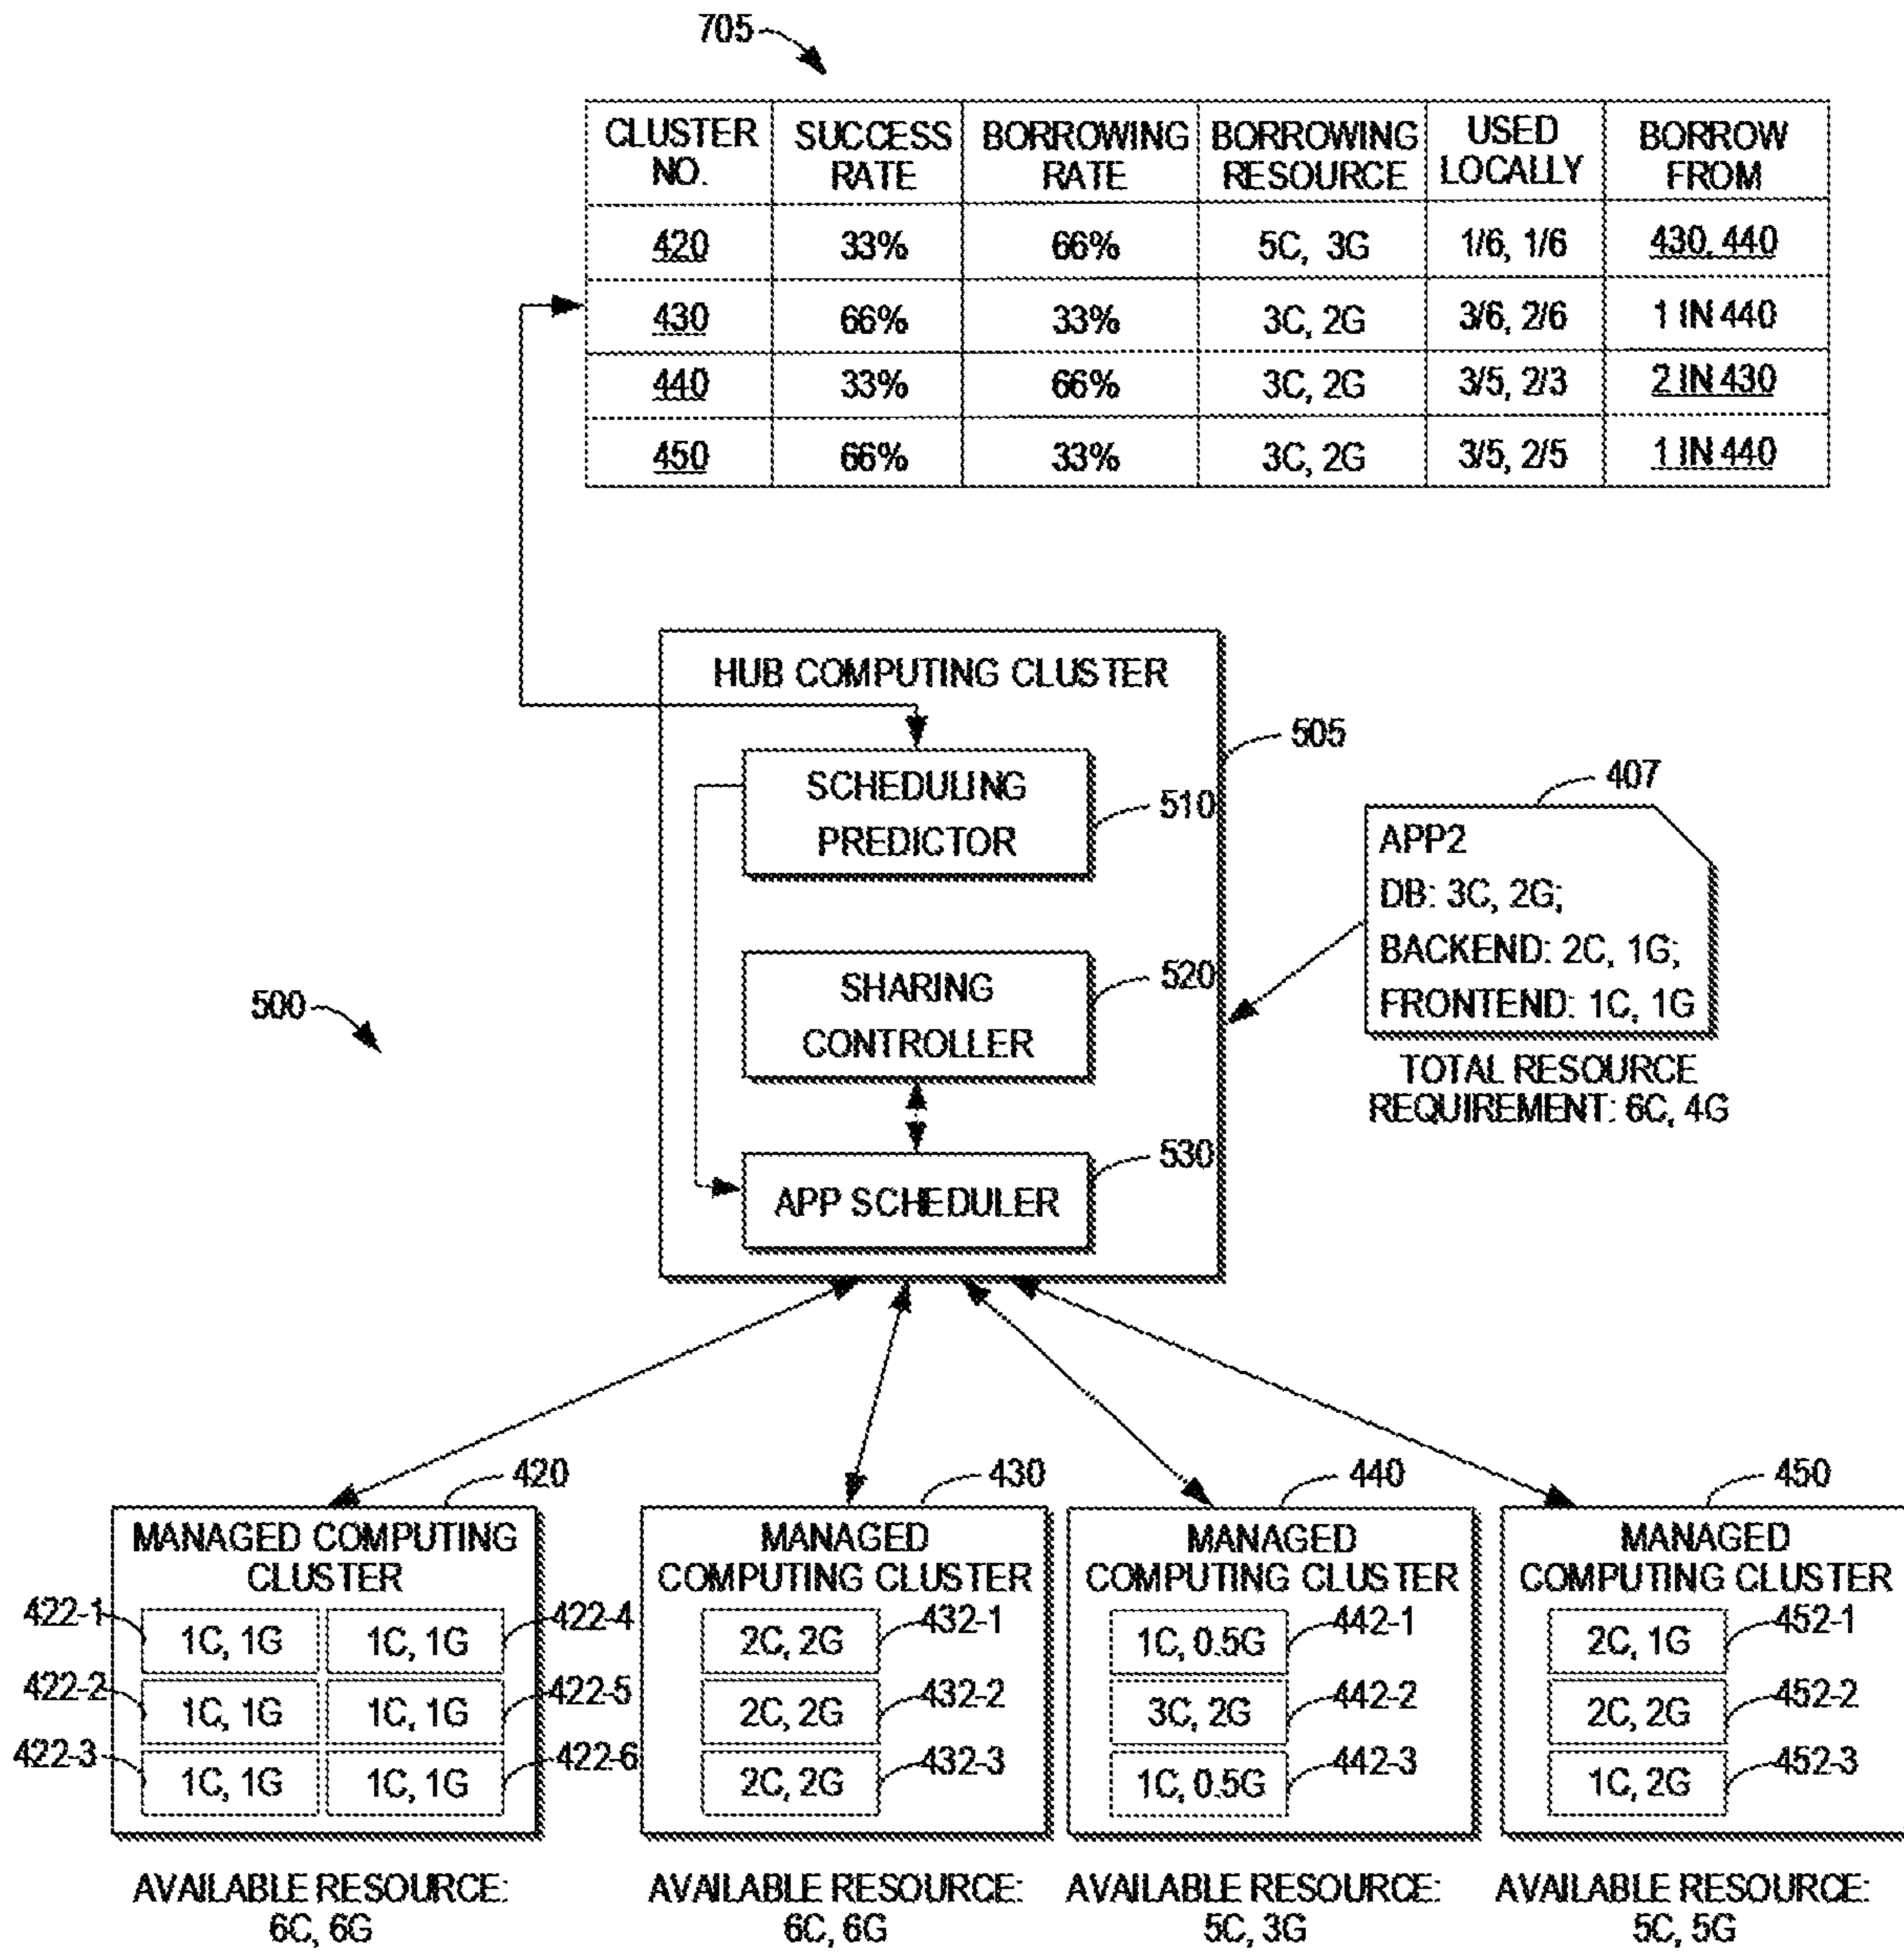 705
CLUSTER NO. SUCCESS RATE BORROWING RATE BORROWING RESOURCE USED LOCALLY BORROW FROM
420 33% 66% 5C, 3G 1/6, 1/6 430, 440
430 66% 33% 3C, 2G 3/6, 2/6 1 IN 440
440 33% 66% 3C, 2G 3/5, 2/3 2 IN 430
450 66% 33% 3C, 2G 3/5, 2/5 1 IN 440
HUB COMPUTING CLUSTER
505
SCHEDULING
PREDICTOR
510
407
APP2
DB: 3C, 2G;
BACKEND: 2C, 1G;
FRONTEND: 1C, 1G
TOTAL RESOURCE
REQUIREMENT: 6C, 4G
SHARING
CONTROLLER
520
500
APP SCHEDULER
530
420
MANAGED COMPUTING
CLUSTER
422-1 1C, 1G 1C, 1G 422-4
422-2 1C, 1G 1C, 1G 422-5
422-3 1C, 1G 1C, 1G 422-6
AVAILABLE RESOURCE:
6C, 6G
430
MANAGED
COMPUTING CLUSTER
2C, 2G 432-1
2C, 2G 432-2
2C, 2G 432-3
AVAILABLE RESOURCE:
6C, 6G
440
MANAGED
COMPUTING CLUSTER
1C, 0.5G 442-1
3C, 2G 442-2
1C, 0.5G 442-3
AVAILABLE RESOURCE:
5C, 3G
450
MANAGED
COMPUTING CLUSTER
2C, 1G 452-1
2C, 2G 452-2
1C, 2G 452-3
AVAILABLE RESOURCE:
5C, 5G